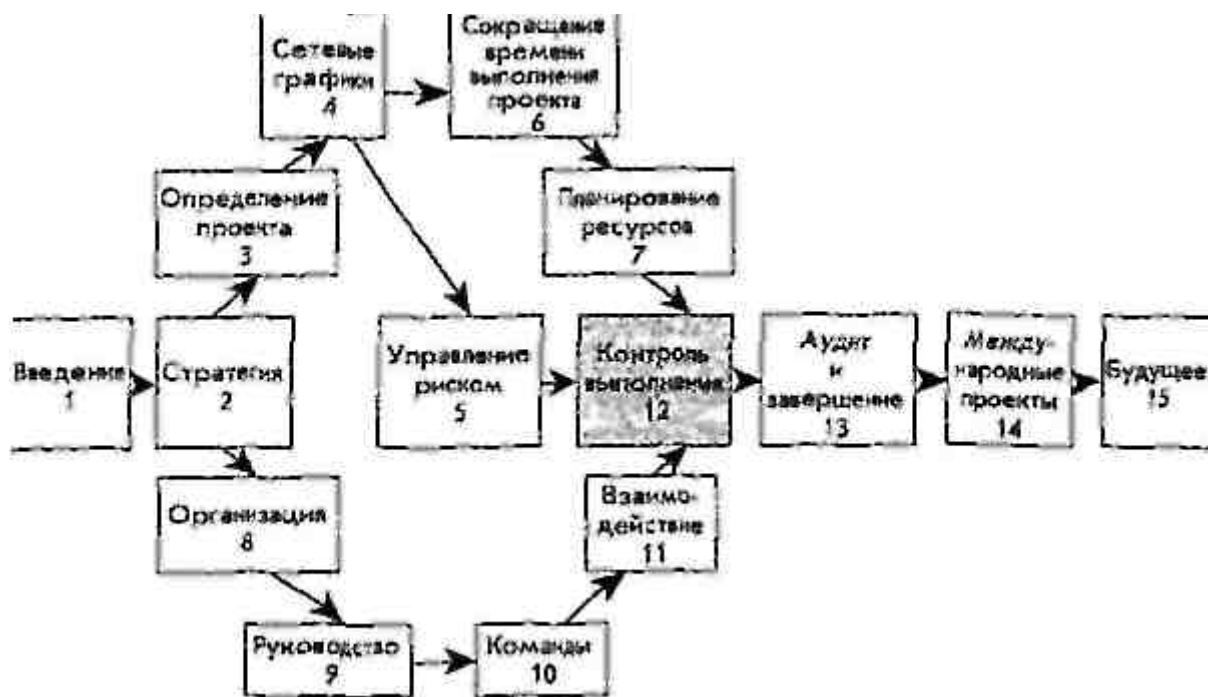 Сетевые
графики
4
Сокращение
времени
выполнения
проекта
6
Определение
проекта
3
Планирование
ресурсов
7
Введение
1
Стратегия
2
Управление
риском
5
Контроль
выполнения
12
Аудит
и
завершение
13
Между-
народные
проекты
14
Будущее
15
Организация
8
Взаимо-
действие
11
Руководство
9
Команды
10